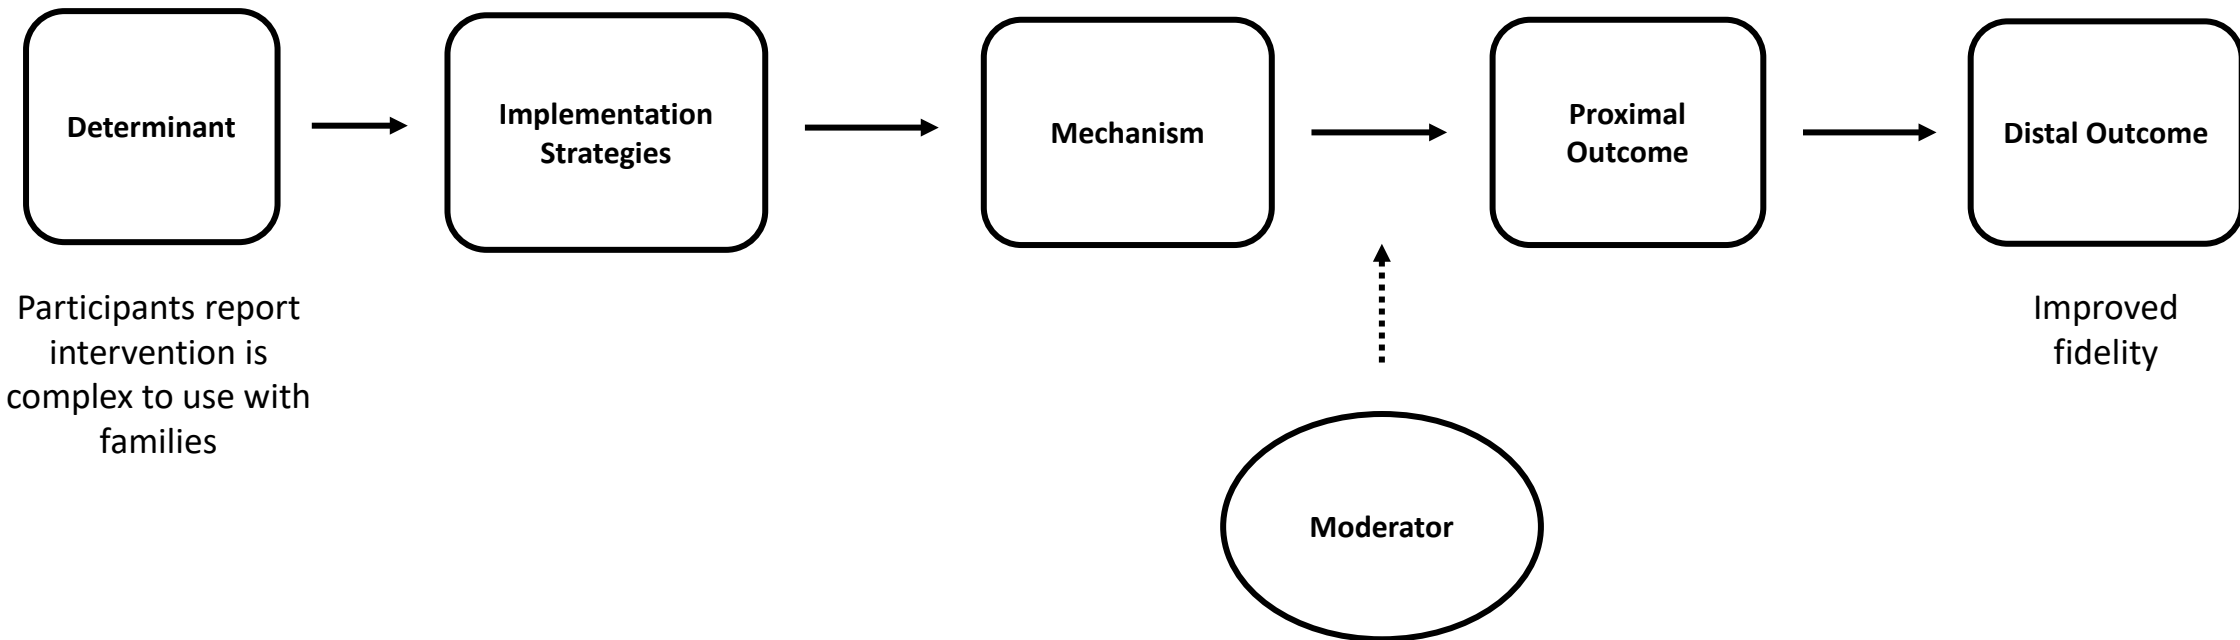 Determinant
Implementation
Strategies
Mechanism
Proximal
Outcome
Distal Outcome
Participants report
intervention is
complex to use with
families
Improved
fidelity
Moderator